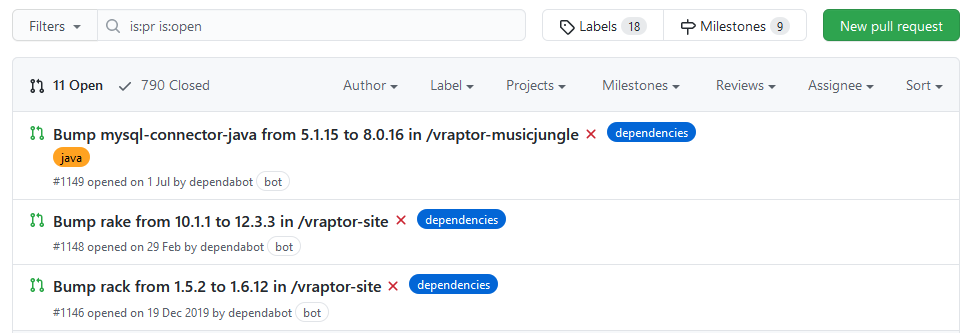 Filters is:pr is:open Labels 18 Milestones 9 New pull request
11 Open 790 Closed Author Label Projects Milestones Reviews Assignee Sort
Bump mysql-connector-java from 5.1.15 to 8.0.16 in /vraptor-musicjungle dependencies
java
#1149 opened on 1 Jul by dependabot bot
Bump rake from 10.1.1 to 12.3.3 in /vraptor-site dependencies
#1148 opened on 29 Feb by dependabot bot
Bump rack from 1.5.2 to 1.6.12 in /vraptor-site dependencies
#1146 opened on 19 Dec 2019 by dependabot bot